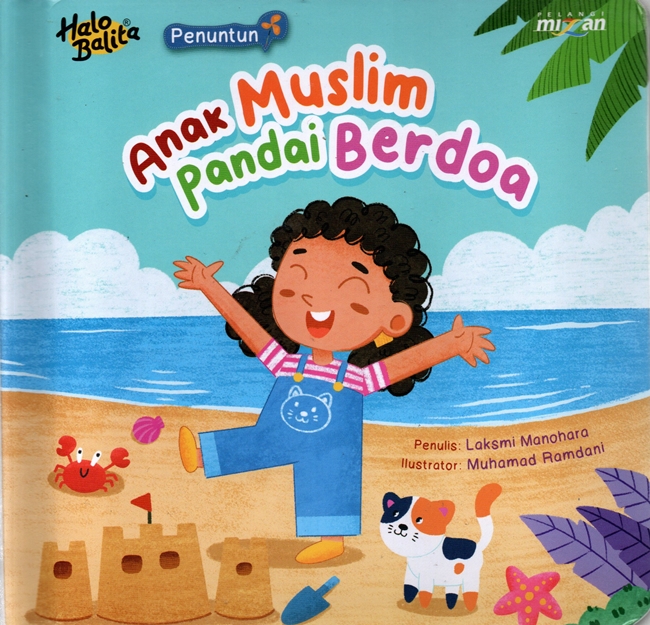 Halo Balita®
Penuntun
PELANGI
mizan
Anak Muslim
Pandai Berdoa
Penulis: Laksmi Manohara
Ilustrator: Muhamad Ramdani